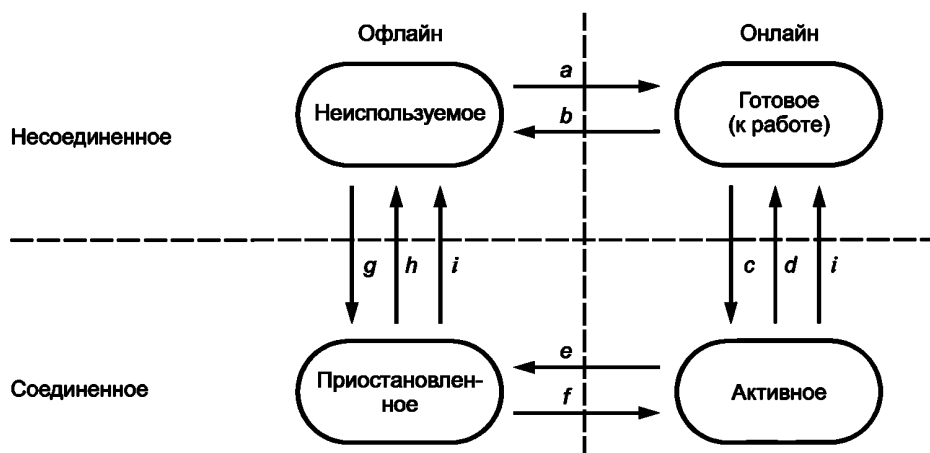 Офлайн
Онлайн
a
Неиспользуемое
Готовое
(к работе)
b
Несоединенное
g
h
i
c
d
i
e
Соединенное
Приостановлен-
ное
f
Активное